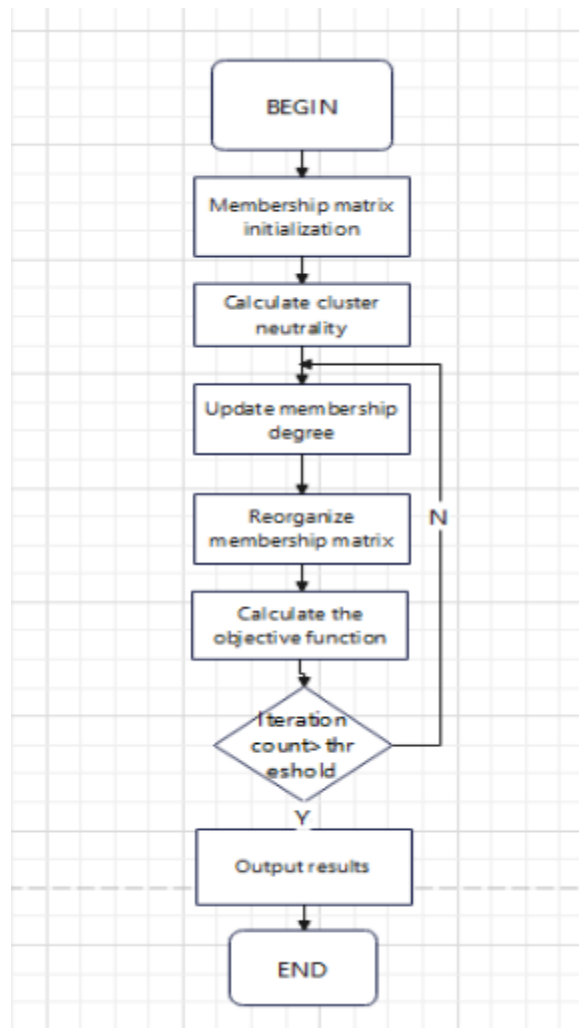 BEGIN
Membership matrix
initialization
Calculate cluster
neutrality
Update membership
degree
N
Reorganize
membership matrix
Calculate the
objective function
Iteration
count>thr
eshold
Y
Output results
END